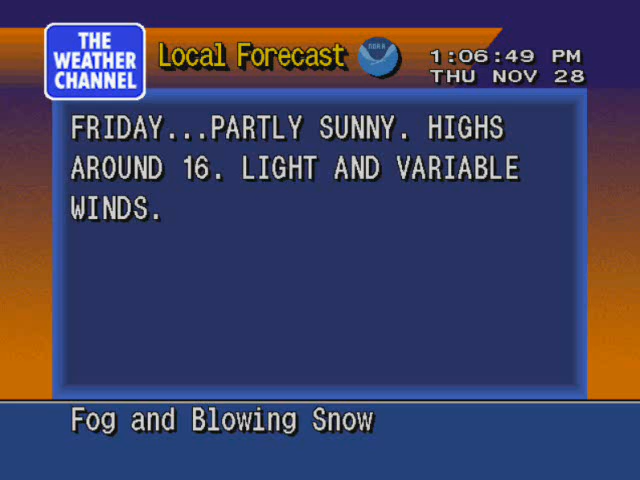 THE
WEATHER
CHANNEL
Local Forecast
NOAA
1:06:49 PM
THU NOV 28
FRIDAY...PARTLY SUNNY. HIGHS
AROUND 16. LIGHT AND VARIABLE
WINDS.
Fog and Blowing Snow